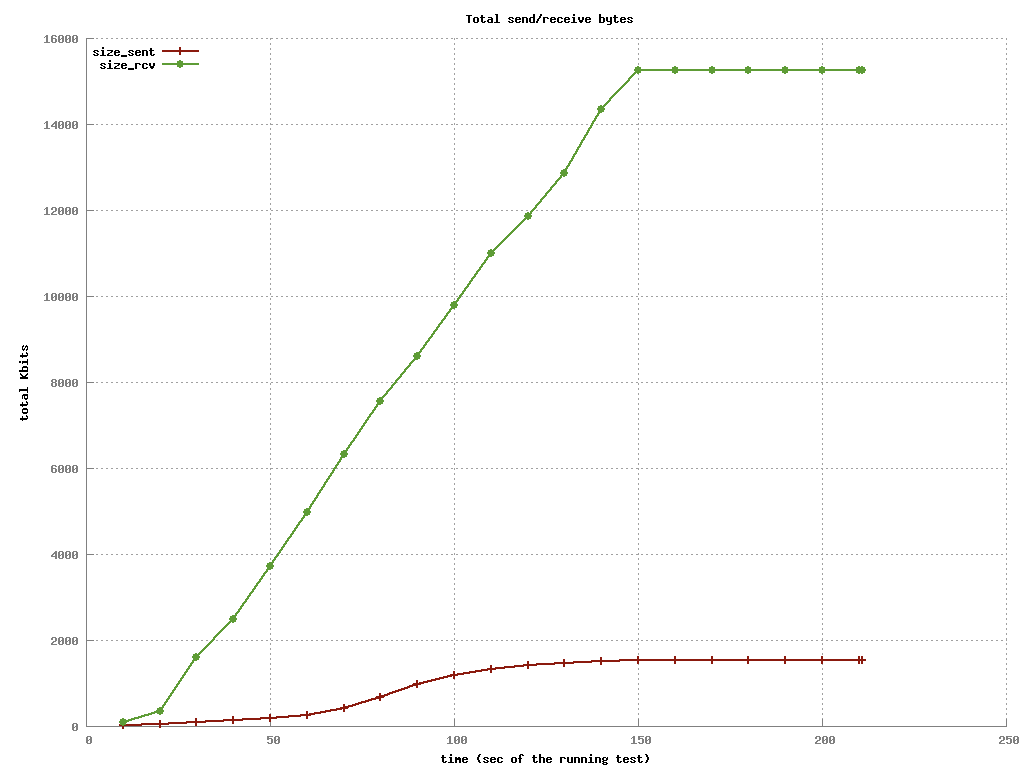 Total send/receive bytes
16000
size_sent
size_rcv
14000
12000
10000
8000
total Kbits
6000
4000
2000
0
0 50 100 150 200 250
time (sec of the running test)